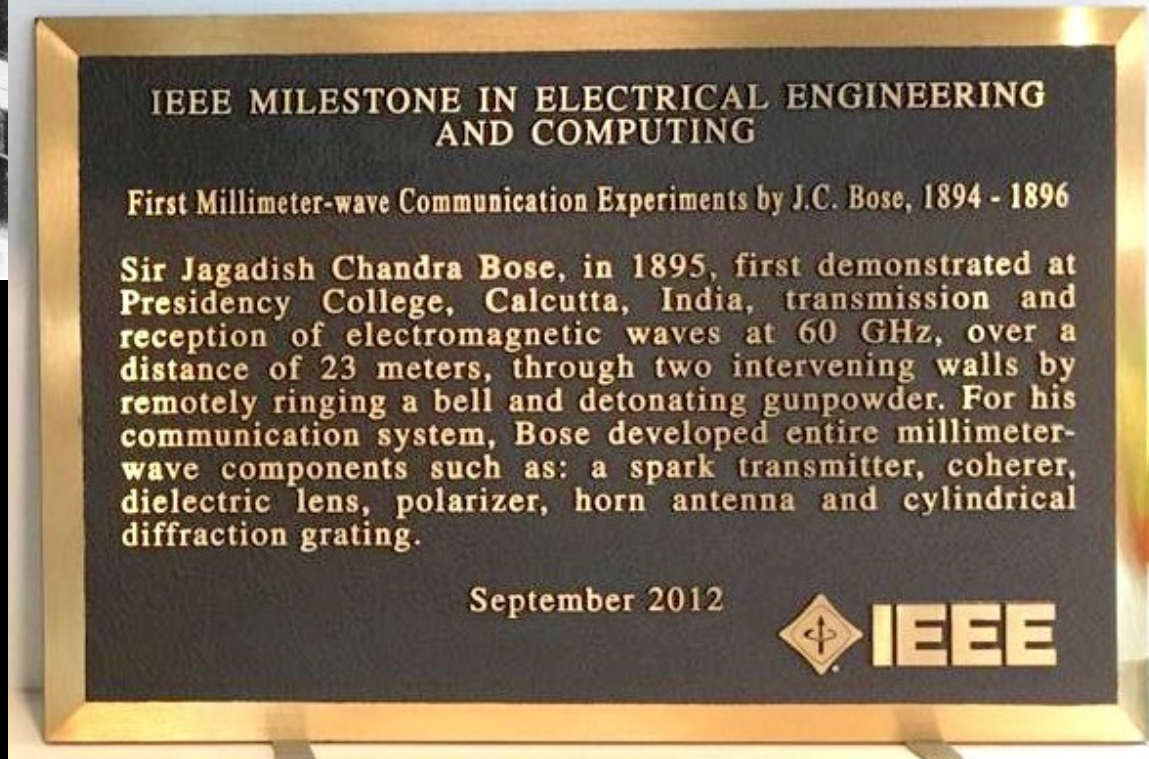 IEEE MILESTONE IN ELECTRICAL ENGINEERING
AND COMPUTING
First Millimeter-wave Communication Experiments by J.C. Bose, 1894 - 1896
Sir Jagadish Chandra Bose, in 1895, first demonstrated at
Presidency College, Calcutta, India, transmission and
reception of electromagnetic waves at 60 GHz, over a
distance of 23 meters, through two intervening walls by
remotely ringing a bell and detonating gunpowder. For his
communication system, Bose developed entire millimeter-
wave components such as: a spark transmitter, coherer,
dielectric lens, polarizer, horn antenna and cylindrical
diffraction grating.
September 2012
IEEE